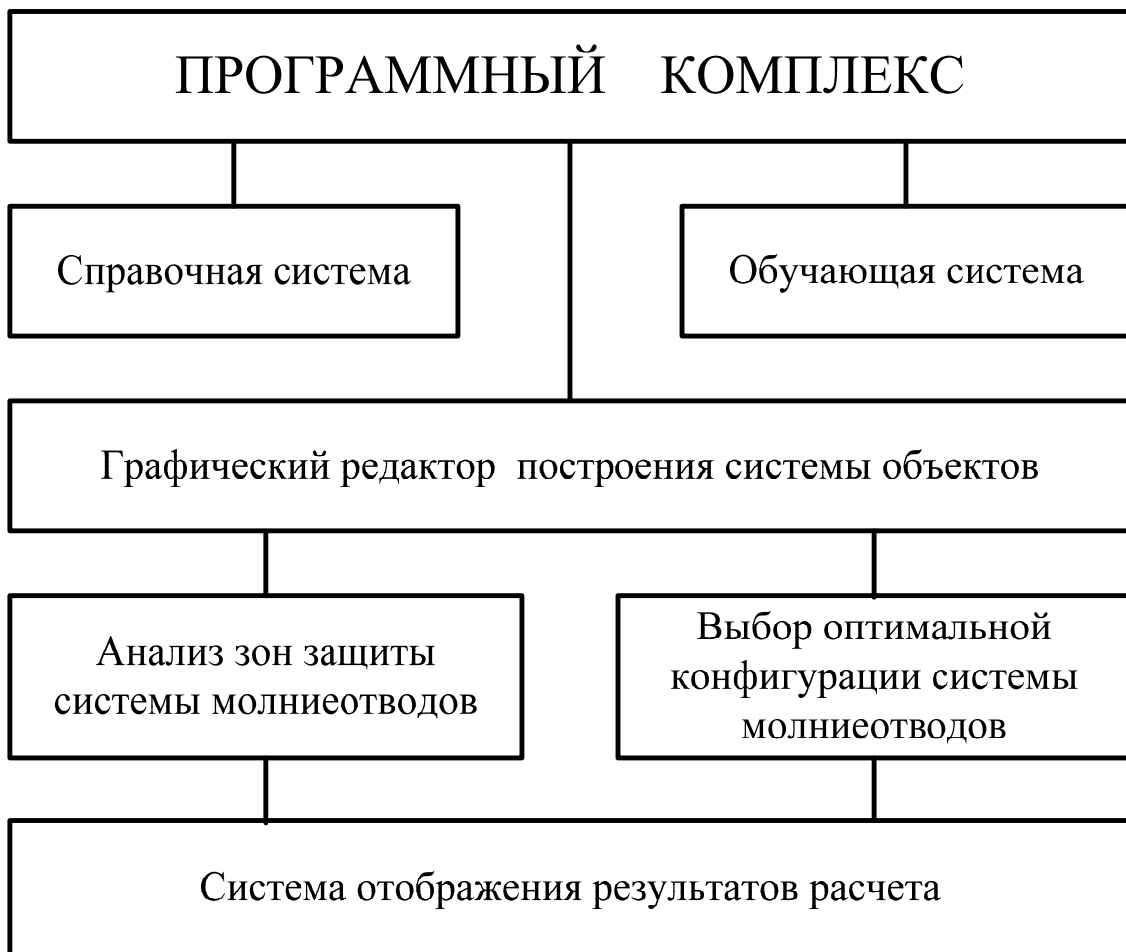 ПРОГРАММНЫЙ КОМПЛЕКС
Справочная система
Обучающая система
Графический редактор построения системы объектов
Анализ зон защиты
системы молниеотводов
Выбор оптимальной
конфигурации системы
молниеотводов
Система отображения результатов расчета